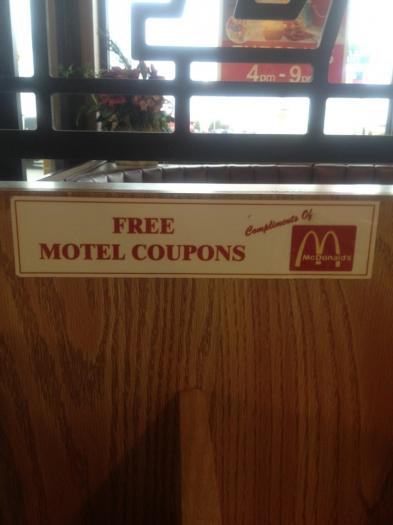 4pm - 9pm
FREE
MOTEL COUPONS
Compliments Of
McDonald's